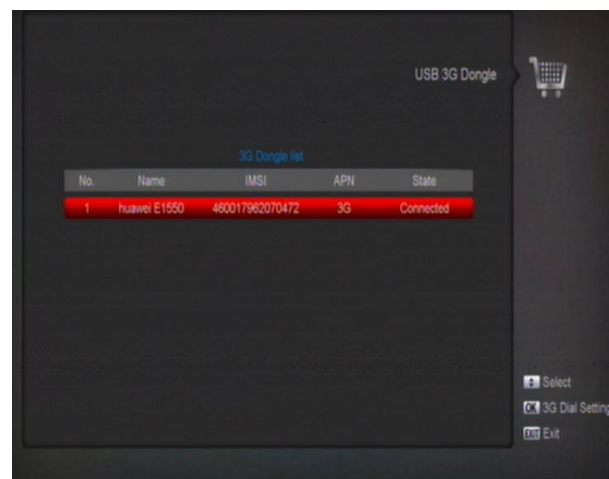 USB 3G Dongle
3G Dongle list
No. Name IMSI APN State
1 huawei E1550 460017962070472 3G Connected
Select
OK 3G Dial Setting
EXIT Exit